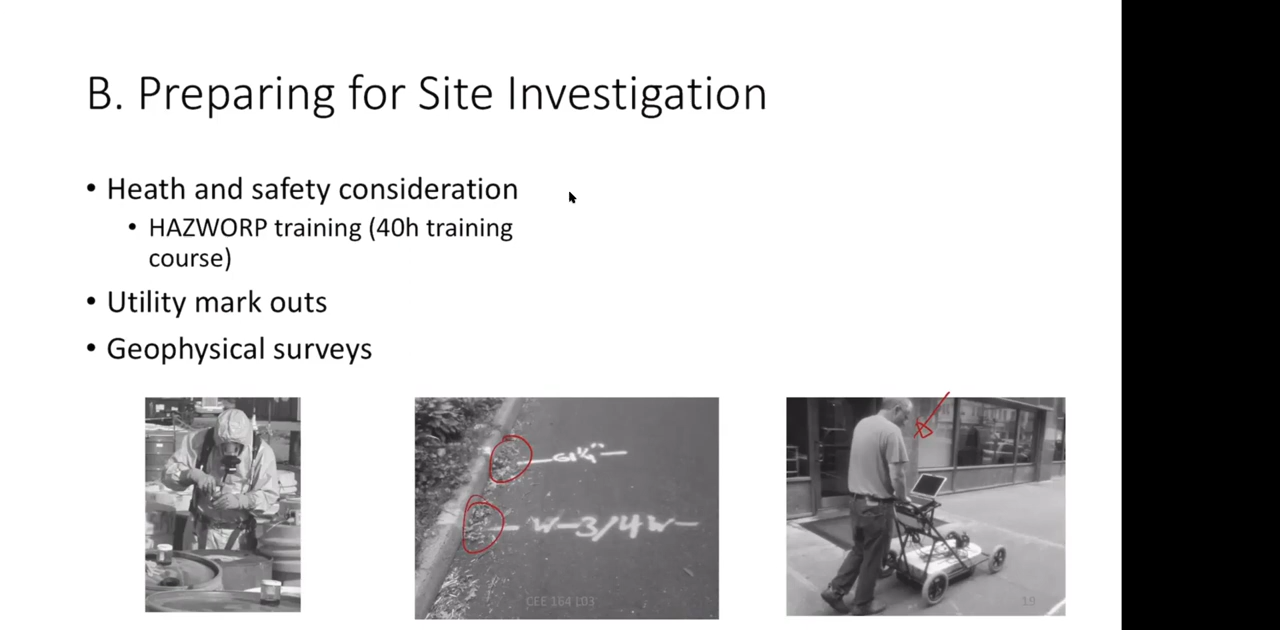 B. Preparing for Site Investigation
• Heath and safety consideration
• HAZWORP training (40h training
course)
• Utility mark outs
• Geophysical surveys
W-3/4 W
CEE 164 L03
19